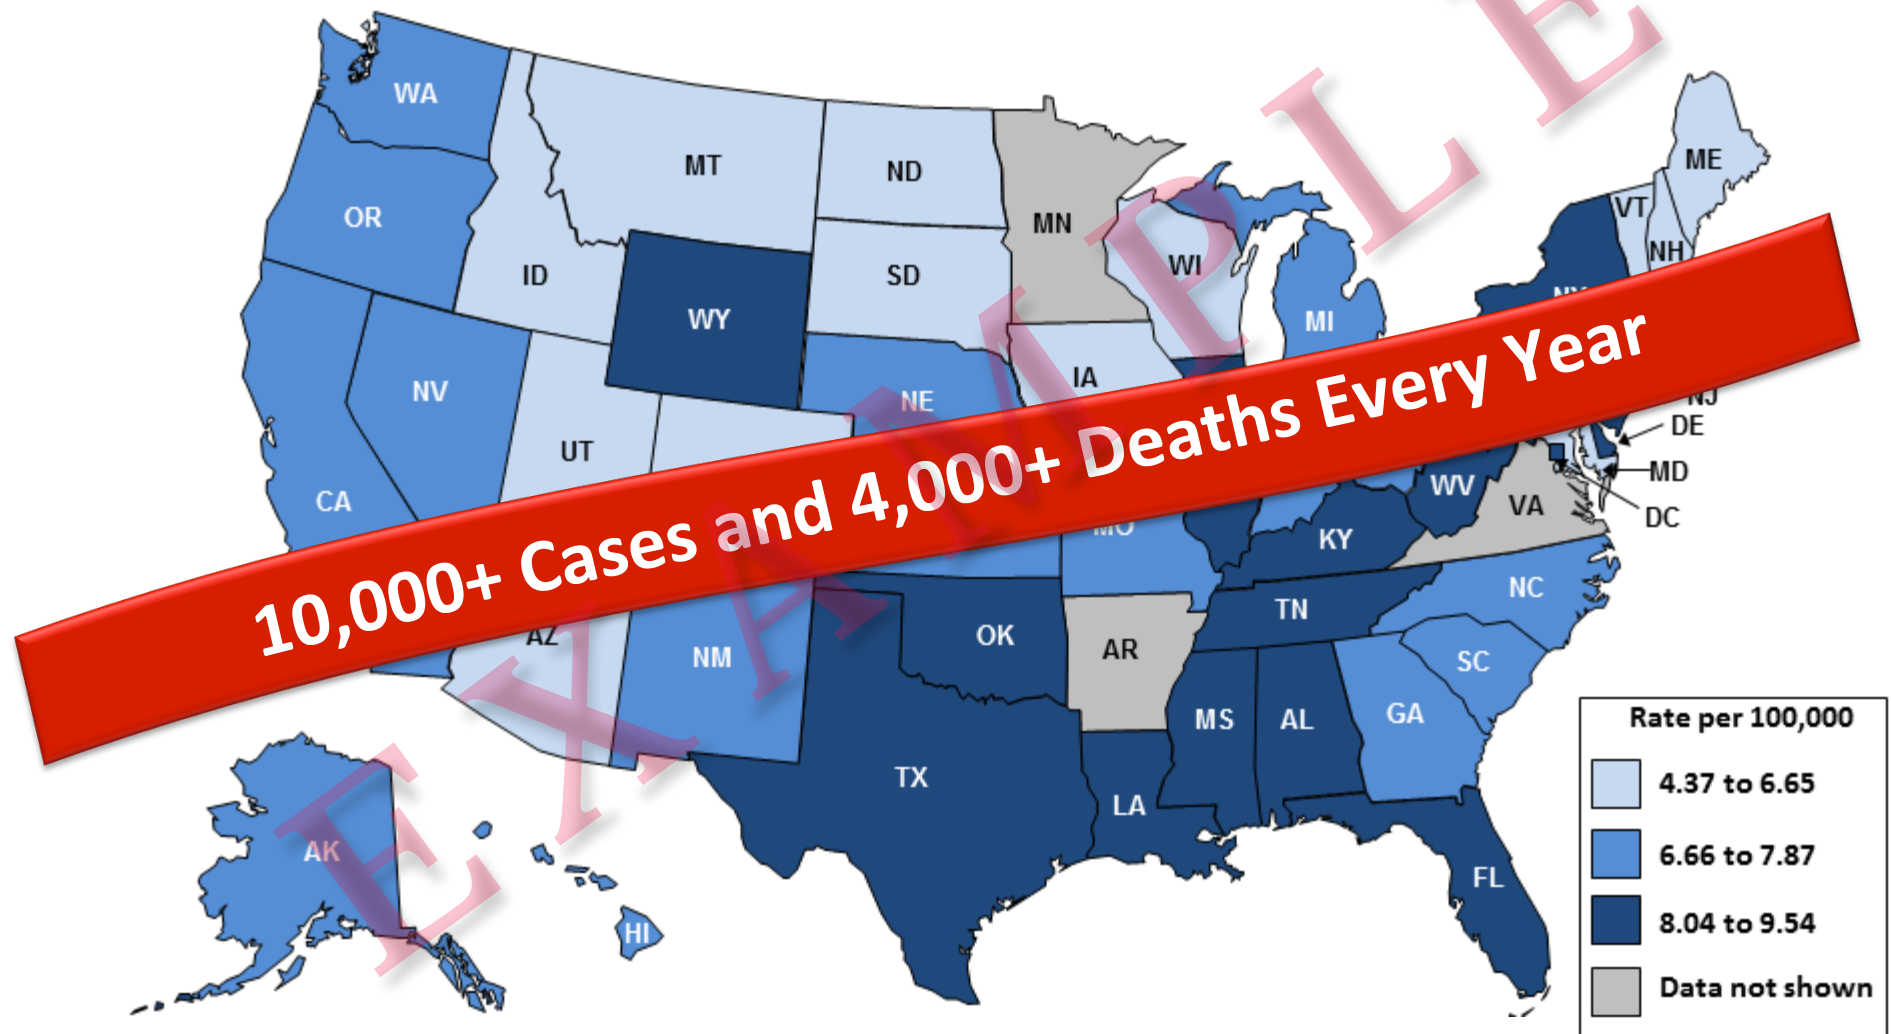 WA
MT
ND
MN
ME
OR
ID
SD
WI
VT
NH
WY
MI
NY
NV
NE
IA
UT
10,000+ Cases and 4,000+ Deaths Every Year
NJ
DE
MD
DC
CA
WV
VA
MO
KY
NC
TN
AZ
NM
OK
AR
SC
MS
AL
GA
TX
LA
FL
AK
HI
EXAMPLE
Rate per 100,000
4.37 to 6.65
6.66 to 7.87
8.04 to 9.54
Data not shown